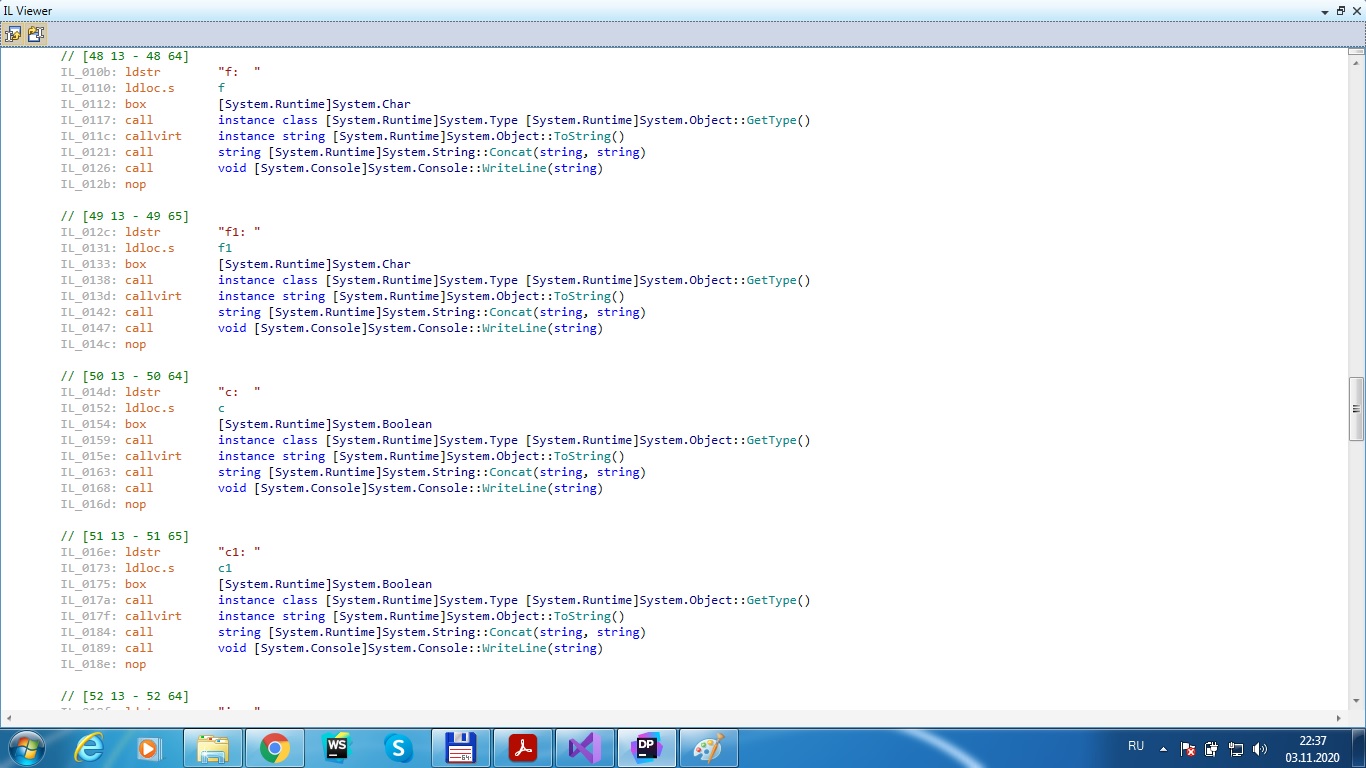 IL Viewer
// [48 13 - 48 64]
IL_010b: ldstr "f:  "
IL_0110: ldloc.s f
IL_0112: box [System.Runtime]System.Char
IL_0117: call instance class [System.Runtime]System.Type [System.Runtime]System.Object::GetType()
IL_011c: callvirt instance string [System.Runtime]System.Object::ToString()
IL_0121: call string [System.Runtime]System.String::Concat(string, string)
IL_0126: call void [System.Console]System.Console::WriteLine(string)
IL_012b: nop
// [49 13 - 49 65]
IL_012c: ldstr "f1: "
IL_0131: ldloc.s f1
IL_0133: box [System.Runtime]System.Char
IL_0138: call instance class [System.Runtime]System.Type [System.Runtime]System.Object::GetType()
IL_013d: callvirt instance string [System.Runtime]System.Object::ToString()
IL_0142: call string [System.Runtime]System.String::Concat(string, string)
IL_0147: call void [System.Console]System.Console::WriteLine(string)
IL_014c: nop
// [50 13 - 50 64]
IL_014d: ldstr "c:  "
IL_0152: ldloc.s c
IL_0154: box [System.Runtime]System.Boolean
IL_0159: call instance class [System.Runtime]System.Type [System.Runtime]System.Object::GetType()
IL_015e: callvirt instance string [System.Runtime]System.Object::ToString()
IL_0163: call string [System.Runtime]System.String::Concat(string, string)
IL_0168: call void [System.Console]System.Console::WriteLine(string)
IL_016d: nop
// [51 13 - 51 65]
IL_016e: ldstr "c1: "
IL_0173: ldloc.s c1
IL_0175: box [System.Runtime]System.Boolean
IL_017a: call instance class [System.Runtime]System.Type [System.Runtime]System.Object::GetType()
IL_017f: callvirt instance string [System.Runtime]System.Object::ToString()
IL_0184: call string [System.Runtime]System.String::Concat(string, string)
IL_0189: call void [System.Console]System.Console::WriteLine(string)
IL_018e: nop
// [52 13 - 52 64]
WS
64
DP
RU
22:37
03.11.2020